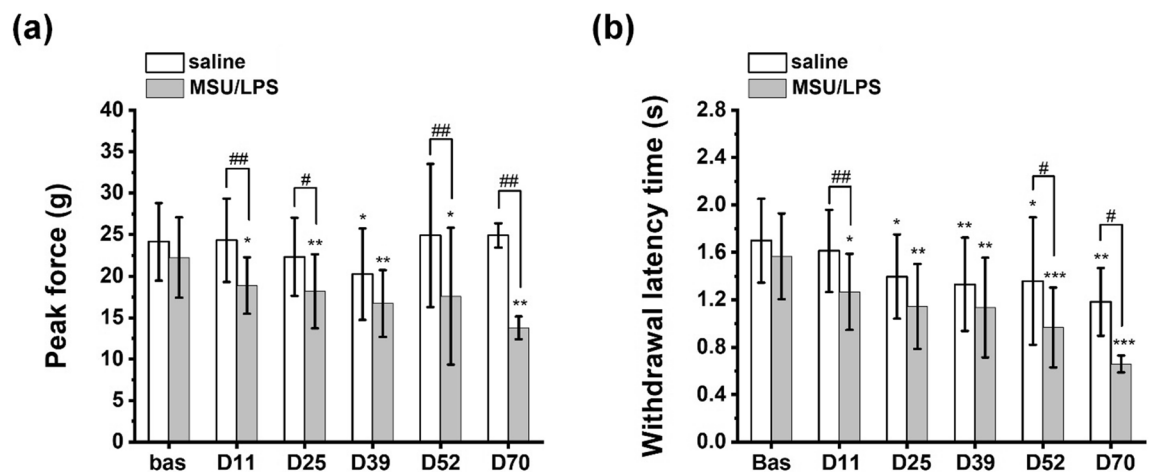 (a)
saline
MSU/LPS
Peak force (g)
40
35
30
25
20
15
10
5
0
## * # ** * ** ## * ## **
bas D11 D25 D39 D52 D70
(b)
saline
MSU/LPS
Withdrawal latency time (s)
2.8
2.4
2.0
1.6
1.2
0.8
0.4
0.0
## * * ** ** ** # * *** # ** ***
Bas D11 D25 D39 D52 D70